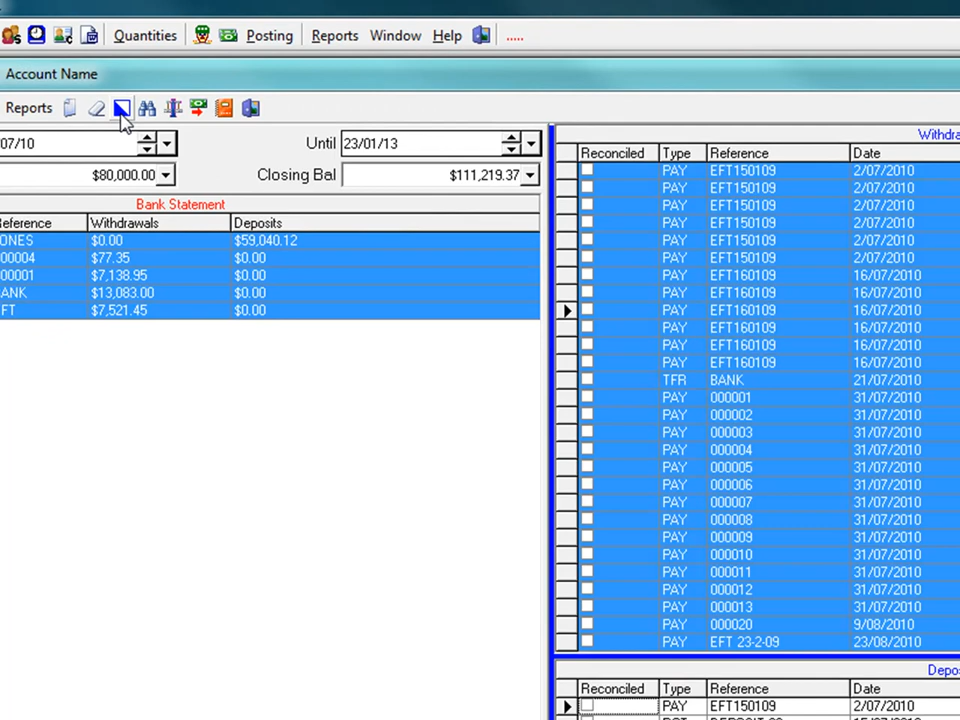 Quantities Posting Reports Window Help .....
Account Name
Reports
07/10 Until 23/01/13
$80,000.00 Closing Bal $111,219.37
Bank Statement
eference Withdrawals Deposits
ONES $0.00 $59,040.12
00004 $77.35 $0.00
00001 $7,138.95 $0.00
ANK $13,083.00 $0.00
FT $7,521.45 $0.00
Withdra
Reconciled Type Reference Date
PAY EFT150109 2/07/2010
PAY EFT150109 2/07/2010
PAY EFT150109 2/07/2010
PAY EFT150109 2/07/2010
PAY EFT150109 2/07/2010
PAY EFT150109 2/07/2010
PAY EFT160109 16/07/2010
PAY EFT160109 16/07/2010
PAY EFT160109 16/07/2010
PAY EFT160109 16/07/2010
PAY EFT160109 16/07/2010
PAY EFT160109 16/07/2010
TFR BANK 21/07/2010
PAY 000001 31/07/2010
PAY 000002 31/07/2010
PAY 000003 31/07/2010
PAY 000004 31/07/2010
PAY 000005 31/07/2010
PAY 000006 31/07/2010
PAY 000007 31/07/2010
PAY 000008 31/07/2010
PAY 000009 31/07/2010
PAY 000010 31/07/2010
PAY 000011 31/07/2010
PAY 000012 31/07/2010
PAY 000013 31/07/2010
PAY 000020 9/08/2010
PAY EFT 23-2-09 23/08/2010
Depo
Reconciled Type Reference Date
PAY EFT150109 2/07/2010